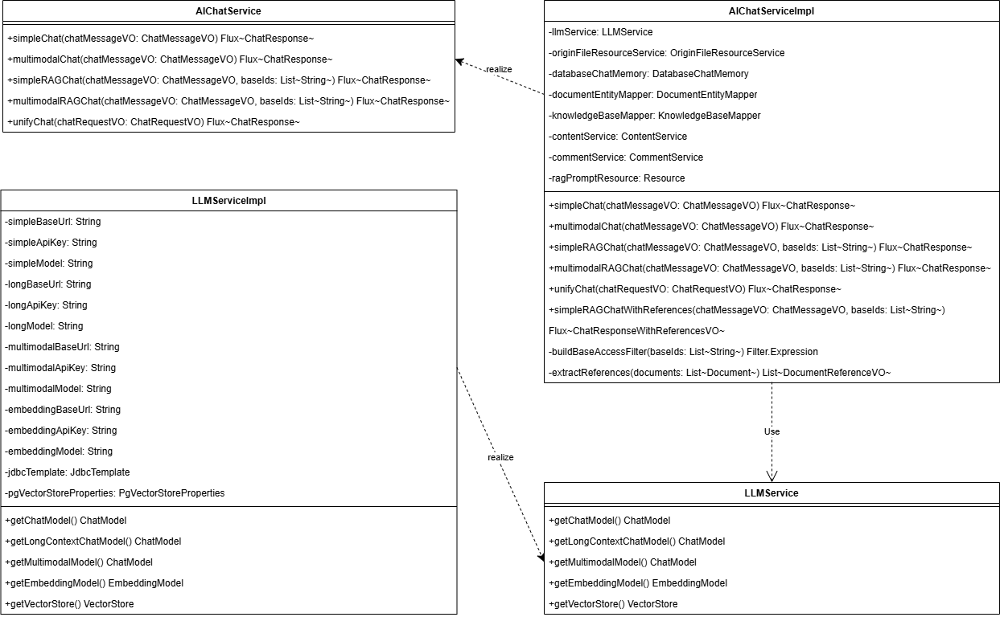 AIChatService
+simpleChat(chatMessageVO: ChatMessageVO) Flux~ChatResponse~
+multimodalChat(chatMessageVO: ChatMessageVO) Flux~ChatResponse~
+simpleRAGChat(chatMessageVO: ChatMessageVO, baseIds: List~String~) Flux~ChatResponse~
+multimodalRAGChat(chatMessageVO: ChatMessageVO, baseIds: List~String~) Flux~ChatResponse~
+unifyChat(chatRequestVO: ChatRequestVO) Flux~ChatResponse~
realize
AIChatServiceImpl
-llmService: LLMService
-originFileResourceService: OriginFileResourceService
-databaseChatMemory: DatabaseChatMemory
-documentEntityMapper: DocumentEntityMapper
-knowledgeBaseMapper: KnowledgeBaseMapper
-contentService: ContentService
-commentService: CommentService
-ragPromptResource: Resource
+simpleChat(chatMessageVO: ChatMessageVO) Flux~ChatResponse~
+multimodalChat(chatMessageVO: ChatMessageVO) Flux~ChatResponse~
+simpleRAGChat(chatMessageVO: ChatMessageVO, baseIds: List~String~) Flux~ChatResponse~
+multimodalRAGChat(chatMessageVO: ChatMessageVO, baseIds: List~String~) Flux~ChatResponse~
+unifyChat(chatRequestVO: ChatRequestVO) Flux~ChatResponse~
+simpleRAGChatWithReferences(chatMessageVO: ChatMessageVO, baseIds: List~String~)
Flux~ChatResponseWithReferencesVO~
-buildBaseAccessFilter(baseIds: List~String~) Filter.Expression
-extractReferences(documents: List~Document~) List~DocumentReferenceVO~
LLMServiceImpl
-simpleBaseUrl: String
-simpleApiKey: String
-simpleModel: String
-longBaseUrl: String
-longApiKey: String
-longModel: String
-multimodalBaseUrl: String
-multimodalApiKey: String
-multimodalModel: String
-embeddingBaseUrl: String
-embeddingApiKey: String
-embeddingModel: String
-jdbcTemplate: JdbcTemplate
-pgVectorStoreProperties: PgVectorStoreProperties
+getChatModel() ChatModel
+getLongContextChatModel() ChatModel
+getMultimodalModel() ChatModel
+getEmbeddingModel() EmbeddingModel
+getVectorStore() VectorStore
realize
Use
LLMService
+getChatModel() ChatModel
+getLongContextChatModel() ChatModel
+getMultimodalModel() ChatModel
+getEmbeddingModel() EmbeddingModel
+getVectorStore() VectorStore